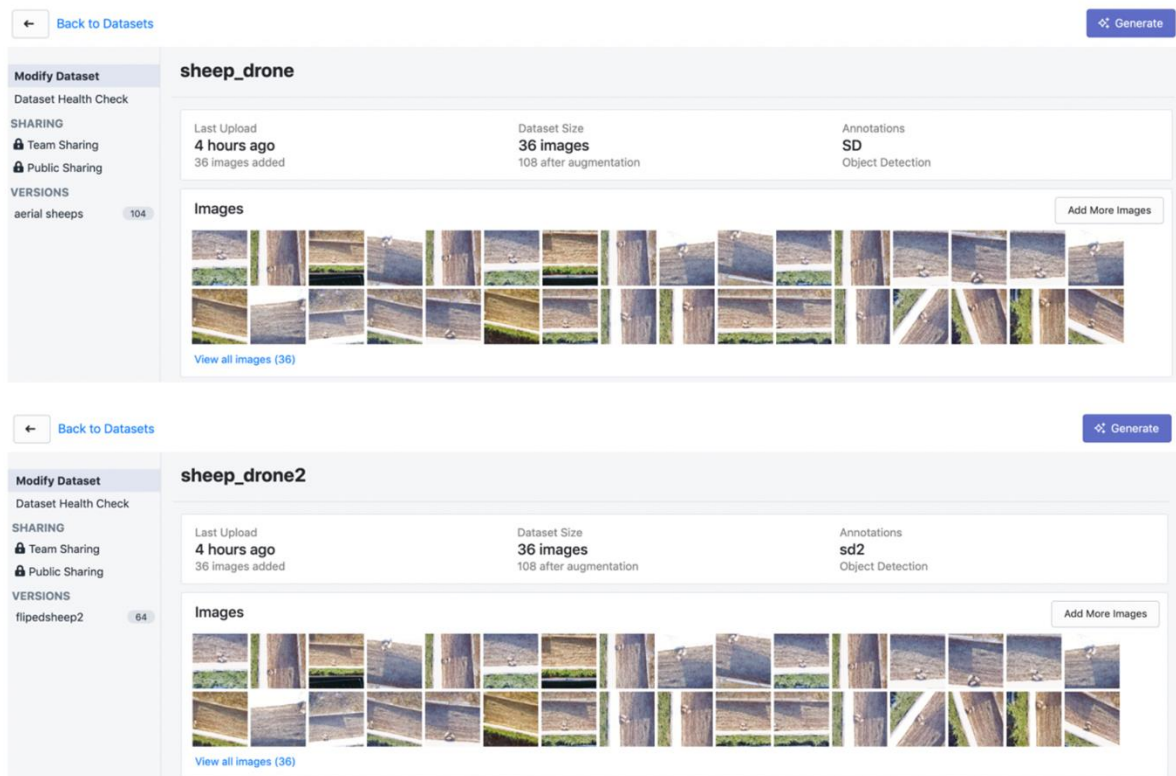 ← Back to Datasets
Generate
Modify Dataset
Dataset Health Check
SHARING
Team Sharing
Public Sharing
VERSIONS
aerial sheeps 104
sheep_drone
Last Upload
4 hours ago
36 images added
Dataset Size
36 images
108 after augmentation
Annotations
SD
Object Detection
Images
Add More Images
View all images (36)
← Back to Datasets
Generate
Modify Dataset
Dataset Health Check
SHARING
Team Sharing
Public Sharing
VERSIONS
flipedsheep2 64
sheep_drone2
Last Upload
4 hours ago
36 images added
Dataset Size
36 images
108 after augmentation
Annotations
sd2
Object Detection
Images
Add More Images
View all images (36)